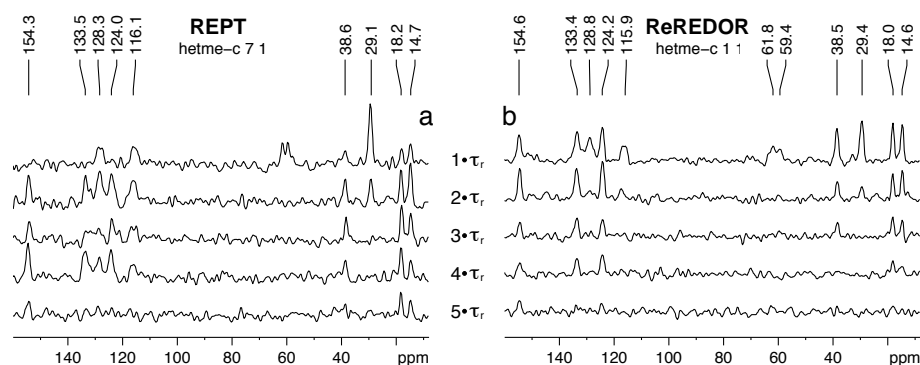 REPT
hetme-c 7 1
154.3 133.5 128.3 124.0 116.1 38.6 29.1 18.2 14.7
a
ReREDOR
hetme-c 1 1
154.6 133.4 128.8 124.2 115.9 61.8 59.4 38.5 29.4 18.0 14.6
b
1•τr
2•τr
3•τr
4•τr
5•τr
140 120 100 80 60 40 ppm
140 120 100 80 60 40 ppm